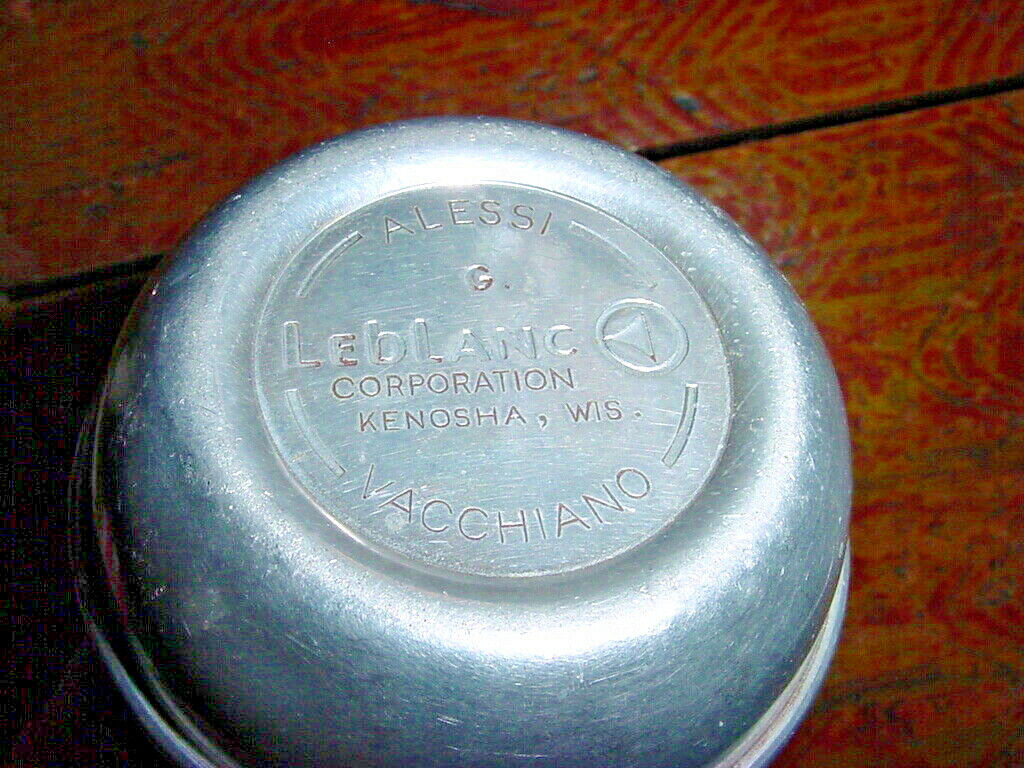 ALESSI
G.
LEBLANC
CORPORATION
KENOSHA, WIS.
VACCHIANO